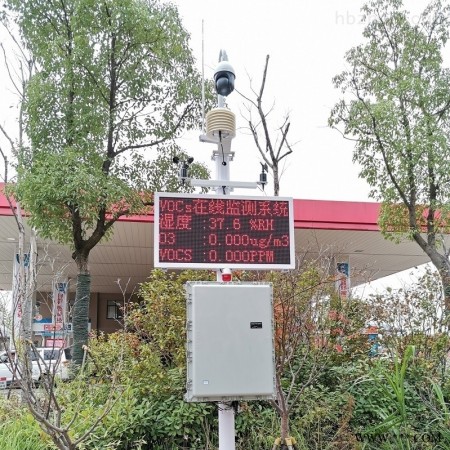 VOCs在线监测系统
湿度 : 37.6 %RH
O3 :0.000ug/m3
VOCS :0.000PPM